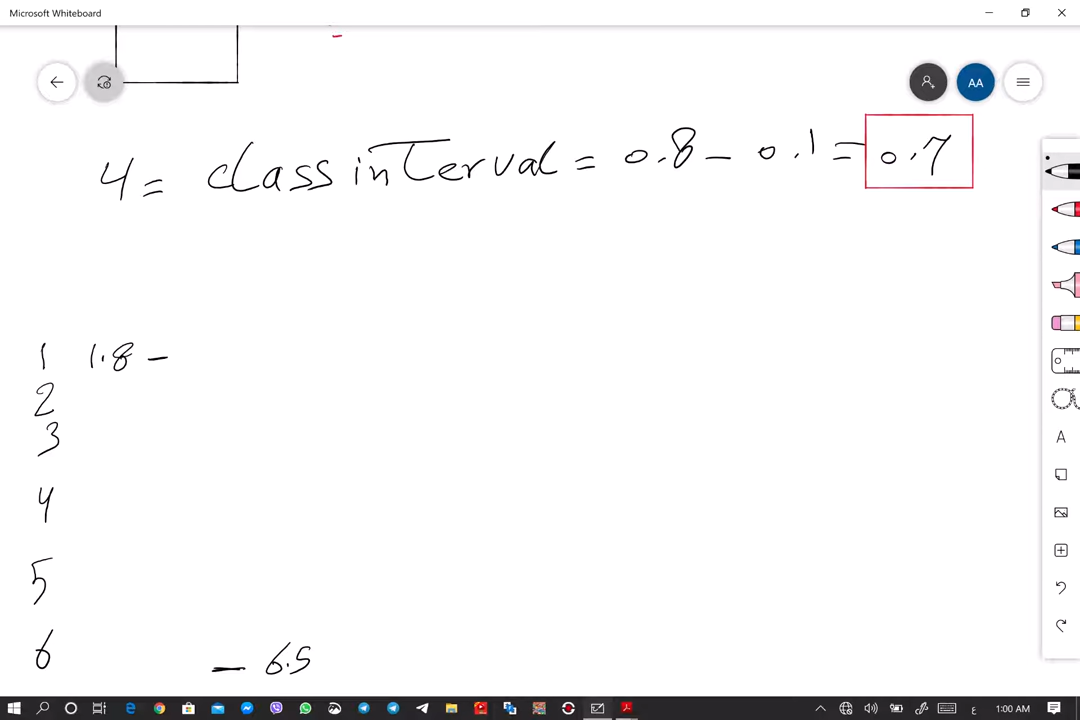 Microsoft Whiteboard
AA
4= class interval = 0.8 - 0.1 = 0.7
1 1.8 -
2
3
4
5
6 - 6.5
A
ع 1:00 AM